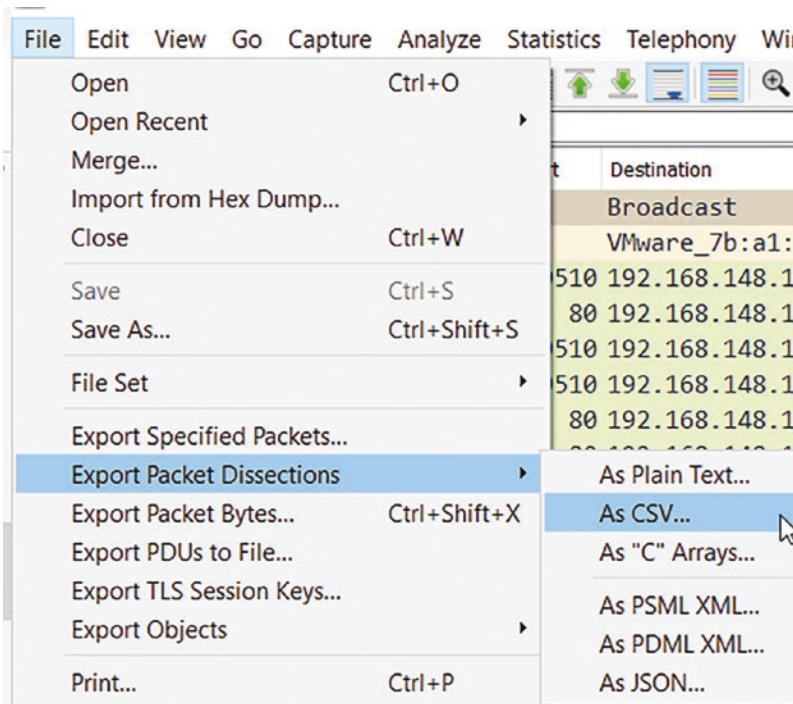 File Edit View Go Capture Analyze Statistics Telephony
Open Ctrl+O
Open Recent
Merge...
Import from Hex Dump...
Close Ctrl+W
Save Ctrl+S
Save As... Ctrl+Shift+S
File Set
Export Specified Packets...
Export Packet Dissections
Export Packet Bytes... Ctrl+Shift+X
Export PDUs to File...
Export TLS Session Keys...
Export Objects
Print... Ctrl+P
As Plain Text...
As CSV...
As "C" Arrays...
As PSML XML...
As PDML XML...
As JSON...
t Destination
Broadcast
VMware_7b:a1:
510 192.168.148.1
80 192.168.148.1
510 192.168.148.1
510 192.168.148.1
80 192.168.148.1